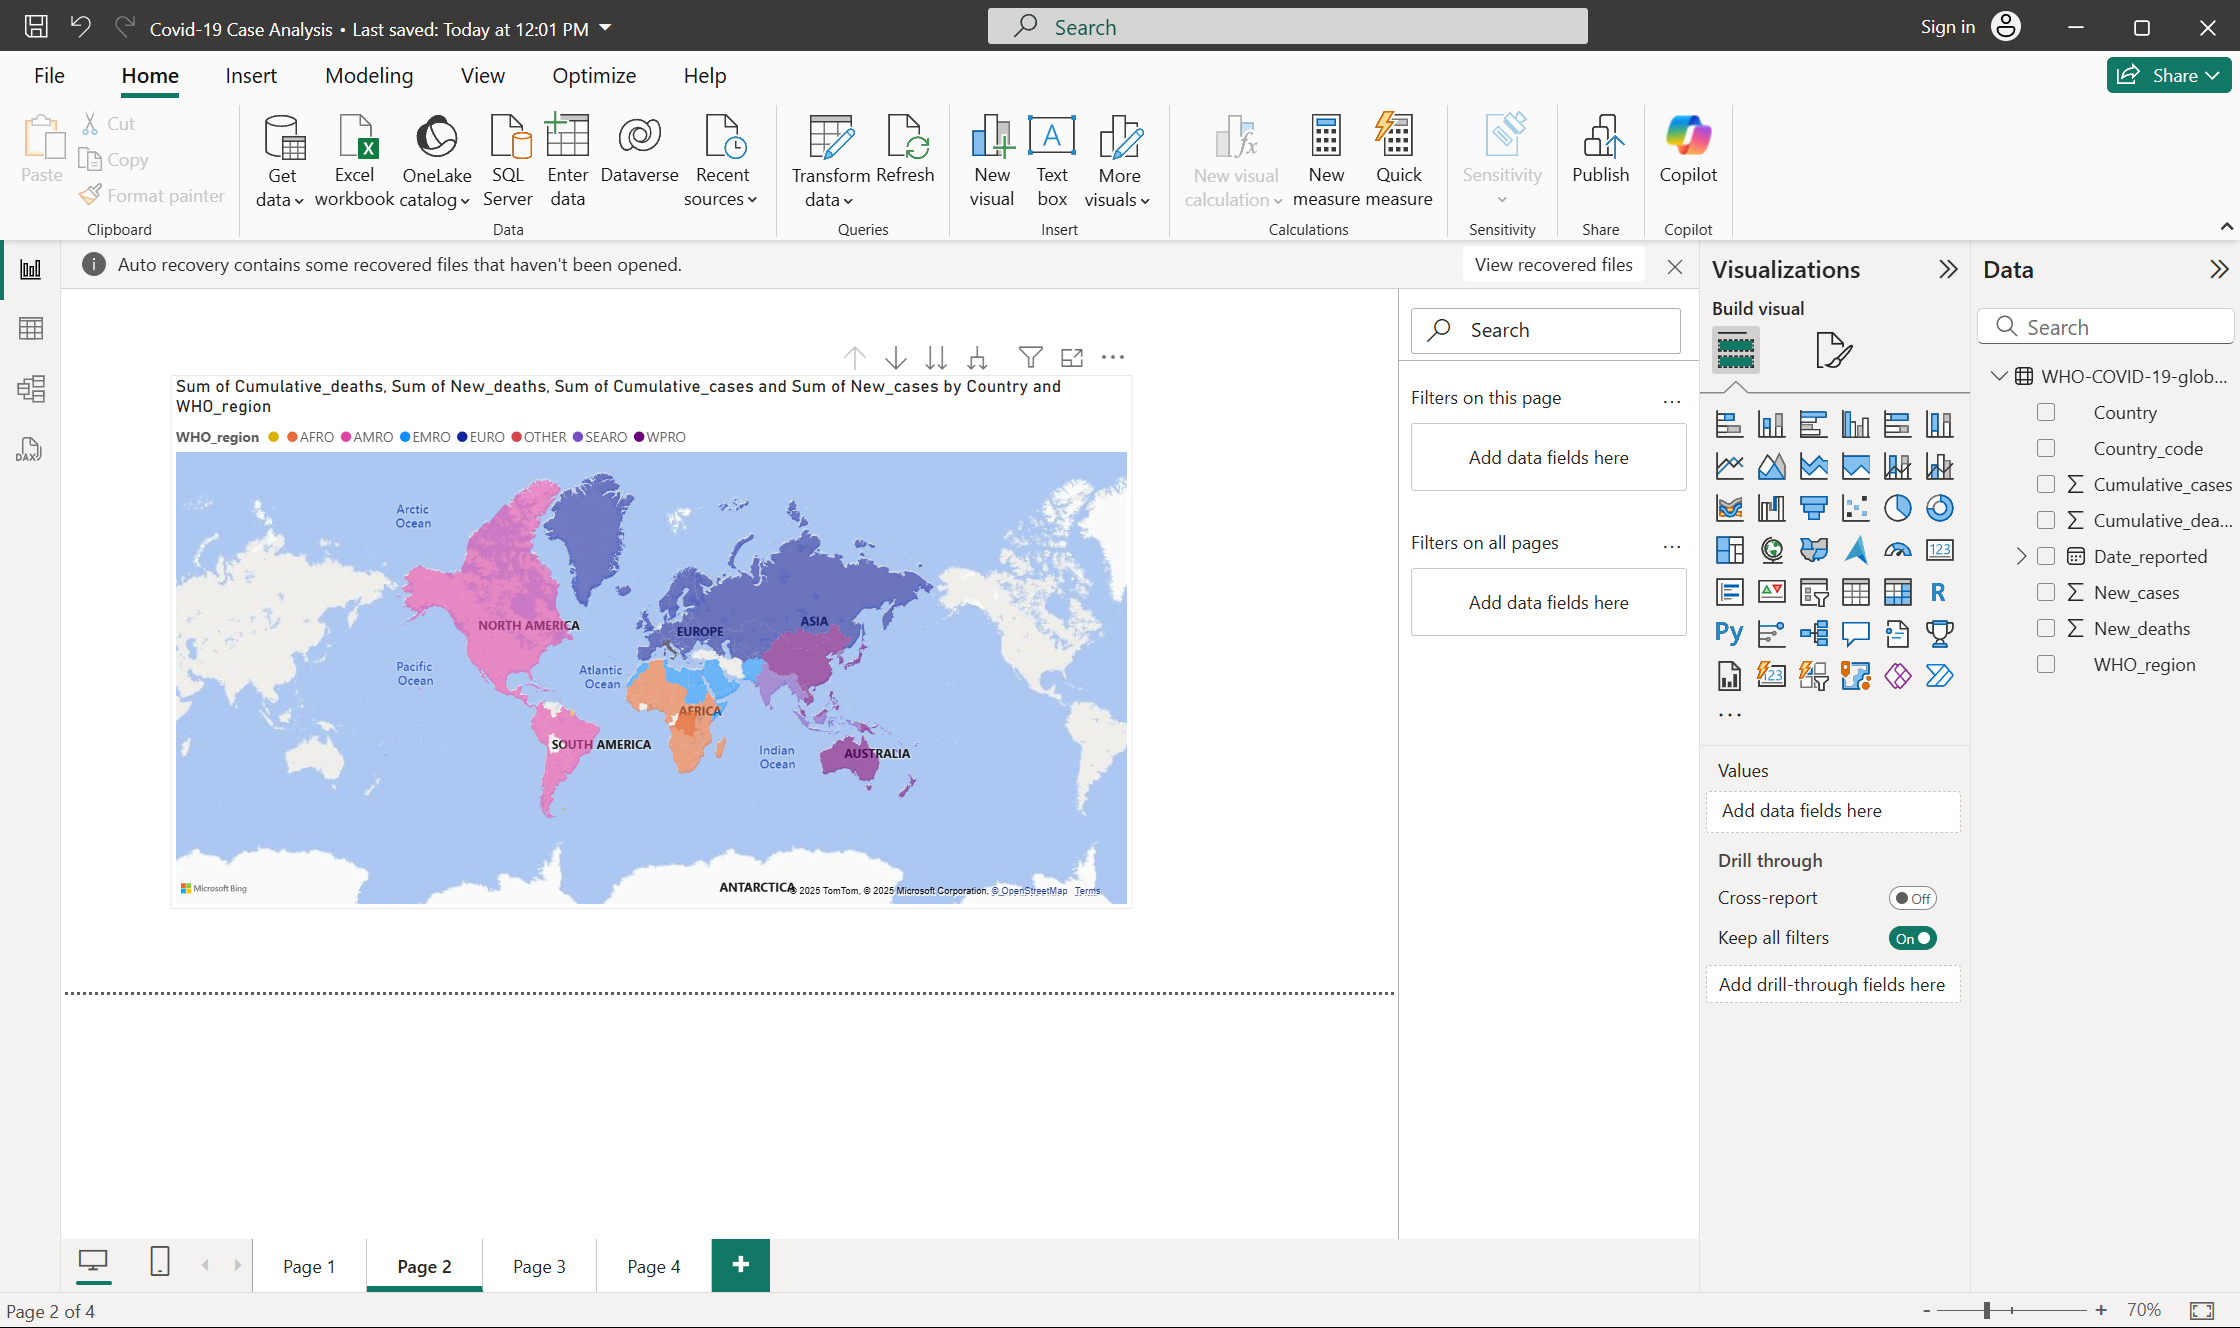 Covid-19 Case Analysis • Last saved: Today at 12:01 PM
Search
Sign in
File
Home
Insert
Modeling
View
Optimize
Help
Share
Paste
Cut
Copy
Format painter
Clipboard
Get data
Excel workbook
OneLake catalog
SQL Server
Enter data
Dataverse
Recent sources
Data
Transform data
Refresh
Queries
New visual
Text box
More visuals
Insert
New visual calculation
New measure
Quick measure
Calculations
Sensitivity
Sensitivity
Publish
Share
Copilot
Copilot
Auto recovery contains some recovered files that haven't been opened.
View recovered files
Sum of Cumulative_deaths, Sum of New_deaths, Sum of Cumulative_cases and Sum of New_cases by Country and
WHO_region
WHO_region AFRO AMRO EMRO EURO OTHER SEARO WPRO
Arctic
Ocean
NORTH AMERICA
EUROPE
ASIA
Pacific
Ocean
Atlantic
Ocean
AFRICA
SOUTH AMERICA
Indian
Ocean
AUSTRALIA
ANTARCTICA
Microsoft Bing
© 2025 TomTom, © 2025 Microsoft Corporation, © OpenStreetMap Terms
Search
Filters on this page
...
Add data fields here
Filters on all pages
...
Add data fields here
Visualizations
Build visual
123
R
Py
123
...
Values
Add data fields here
Drill through
Cross-report
Off
Keep all filters
On
Add drill-through fields here
Data
Search
WHO-COVID-19-glob...
Country
Country_code
Cumulative_cases
Cumulative_dea...
Date_reported
New_cases
New_deaths
WHO_region
DAX
Page 1
Page 2
Page 3
Page 4
+
Page 2 of 4
- + 70%